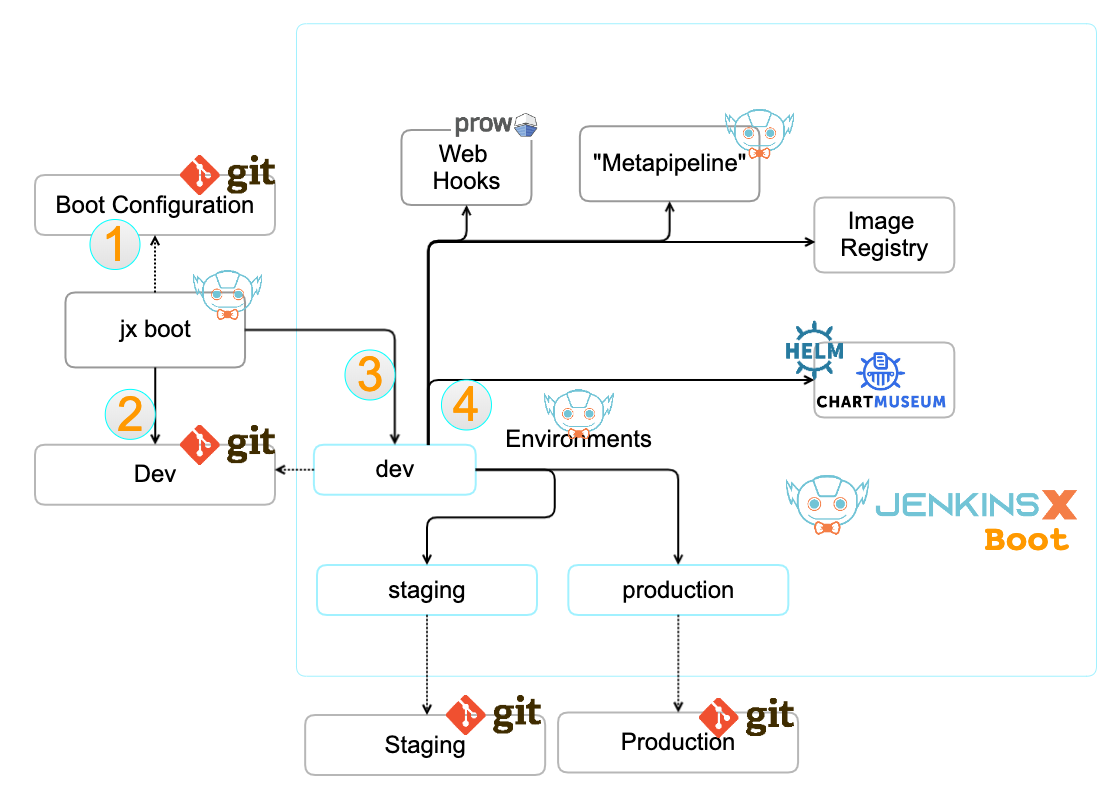 prow
Web
Hooks
"Metapipeline"
git
Boot Configuration
1
Image
Registry
jx boot
3
HELM
CHARTMUSEUM
2
4
Environments
git
Dev
dev
JENKINS X
Boot
staging
production
git
Staging
git
Production